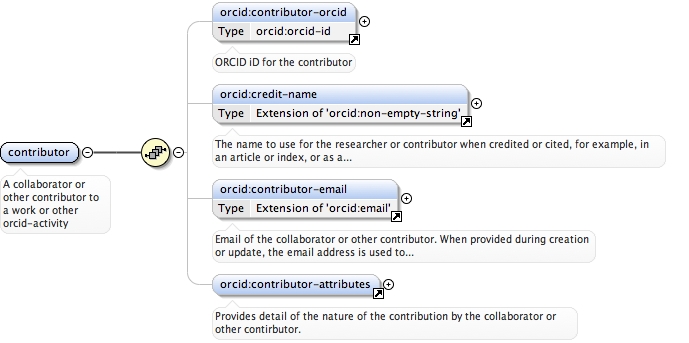 orcid:contributor-orcid
Type orcid:orcid-id
ORCID iD for the contributor
orcid:credit-name
Type Extension of 'orcid:non-empty-string'
The name to use for the researcher or contributor when credited or cited, for example, in
an article or index, or as a...
contributor
A collaborator or
other contributor to
a work or other
orcid-activity
orcid:contributor-email
Type Extension of 'orcid:email'
Email of the collaborator or other contributor. When provided during creation
or update, the email address is used to...
orcid:contributor-attributes
Provides detail of the nature of the contribution by the collaborator or
other contirbutor.